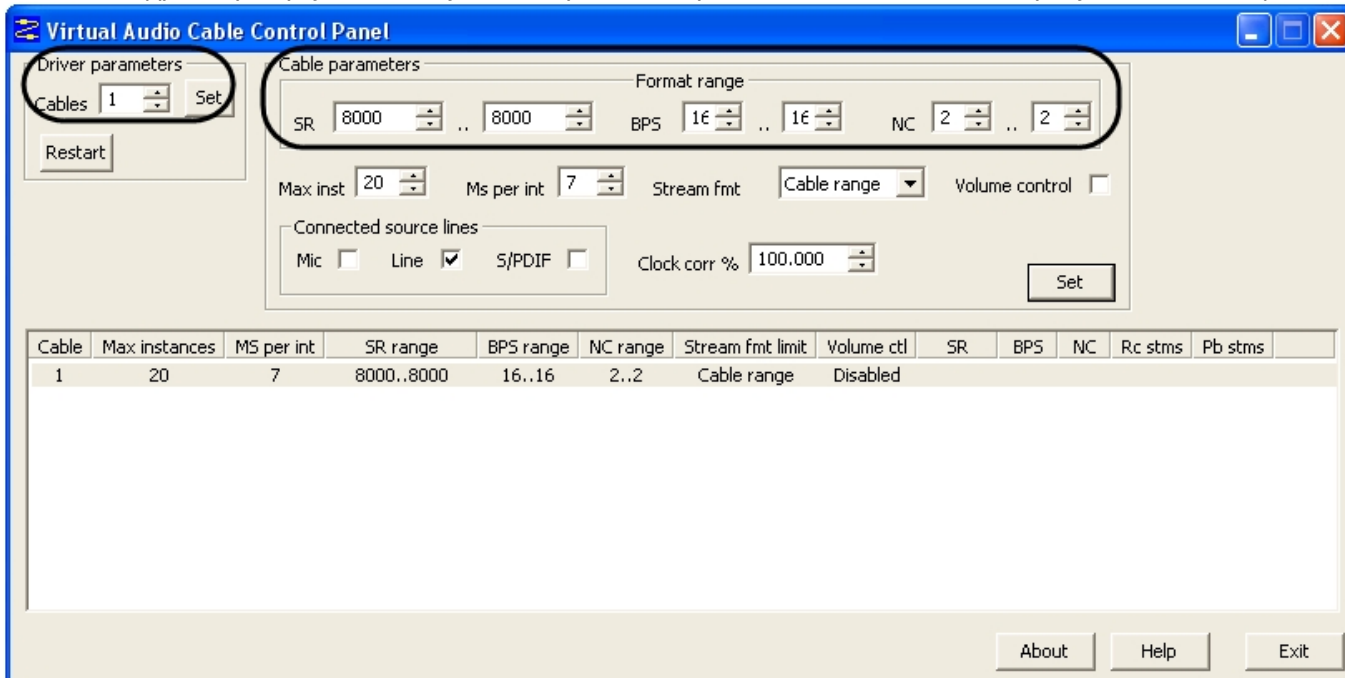 Virtual Audio Cable Control Panel
Driver parameters
Cables 1 Set
Restart
Cable parameters
Format range
SR 8000 .. 8000 BPS 16 .. 16 NC 2 .. 2
Max inst 20 Ms per int 7 Stream fmt Cable range Volume control
Connected source lines
Mic Line S/PDIF
Clock corr % 100.000
Set
Cable Max instances MS per int SR range BPS range NC range Stream fmt limit Volume ctl SR BPS NC Rc stms Pb stms
1 20 7 8000..8000 16..16 2..2 Cable range Disabled
About Help Exit